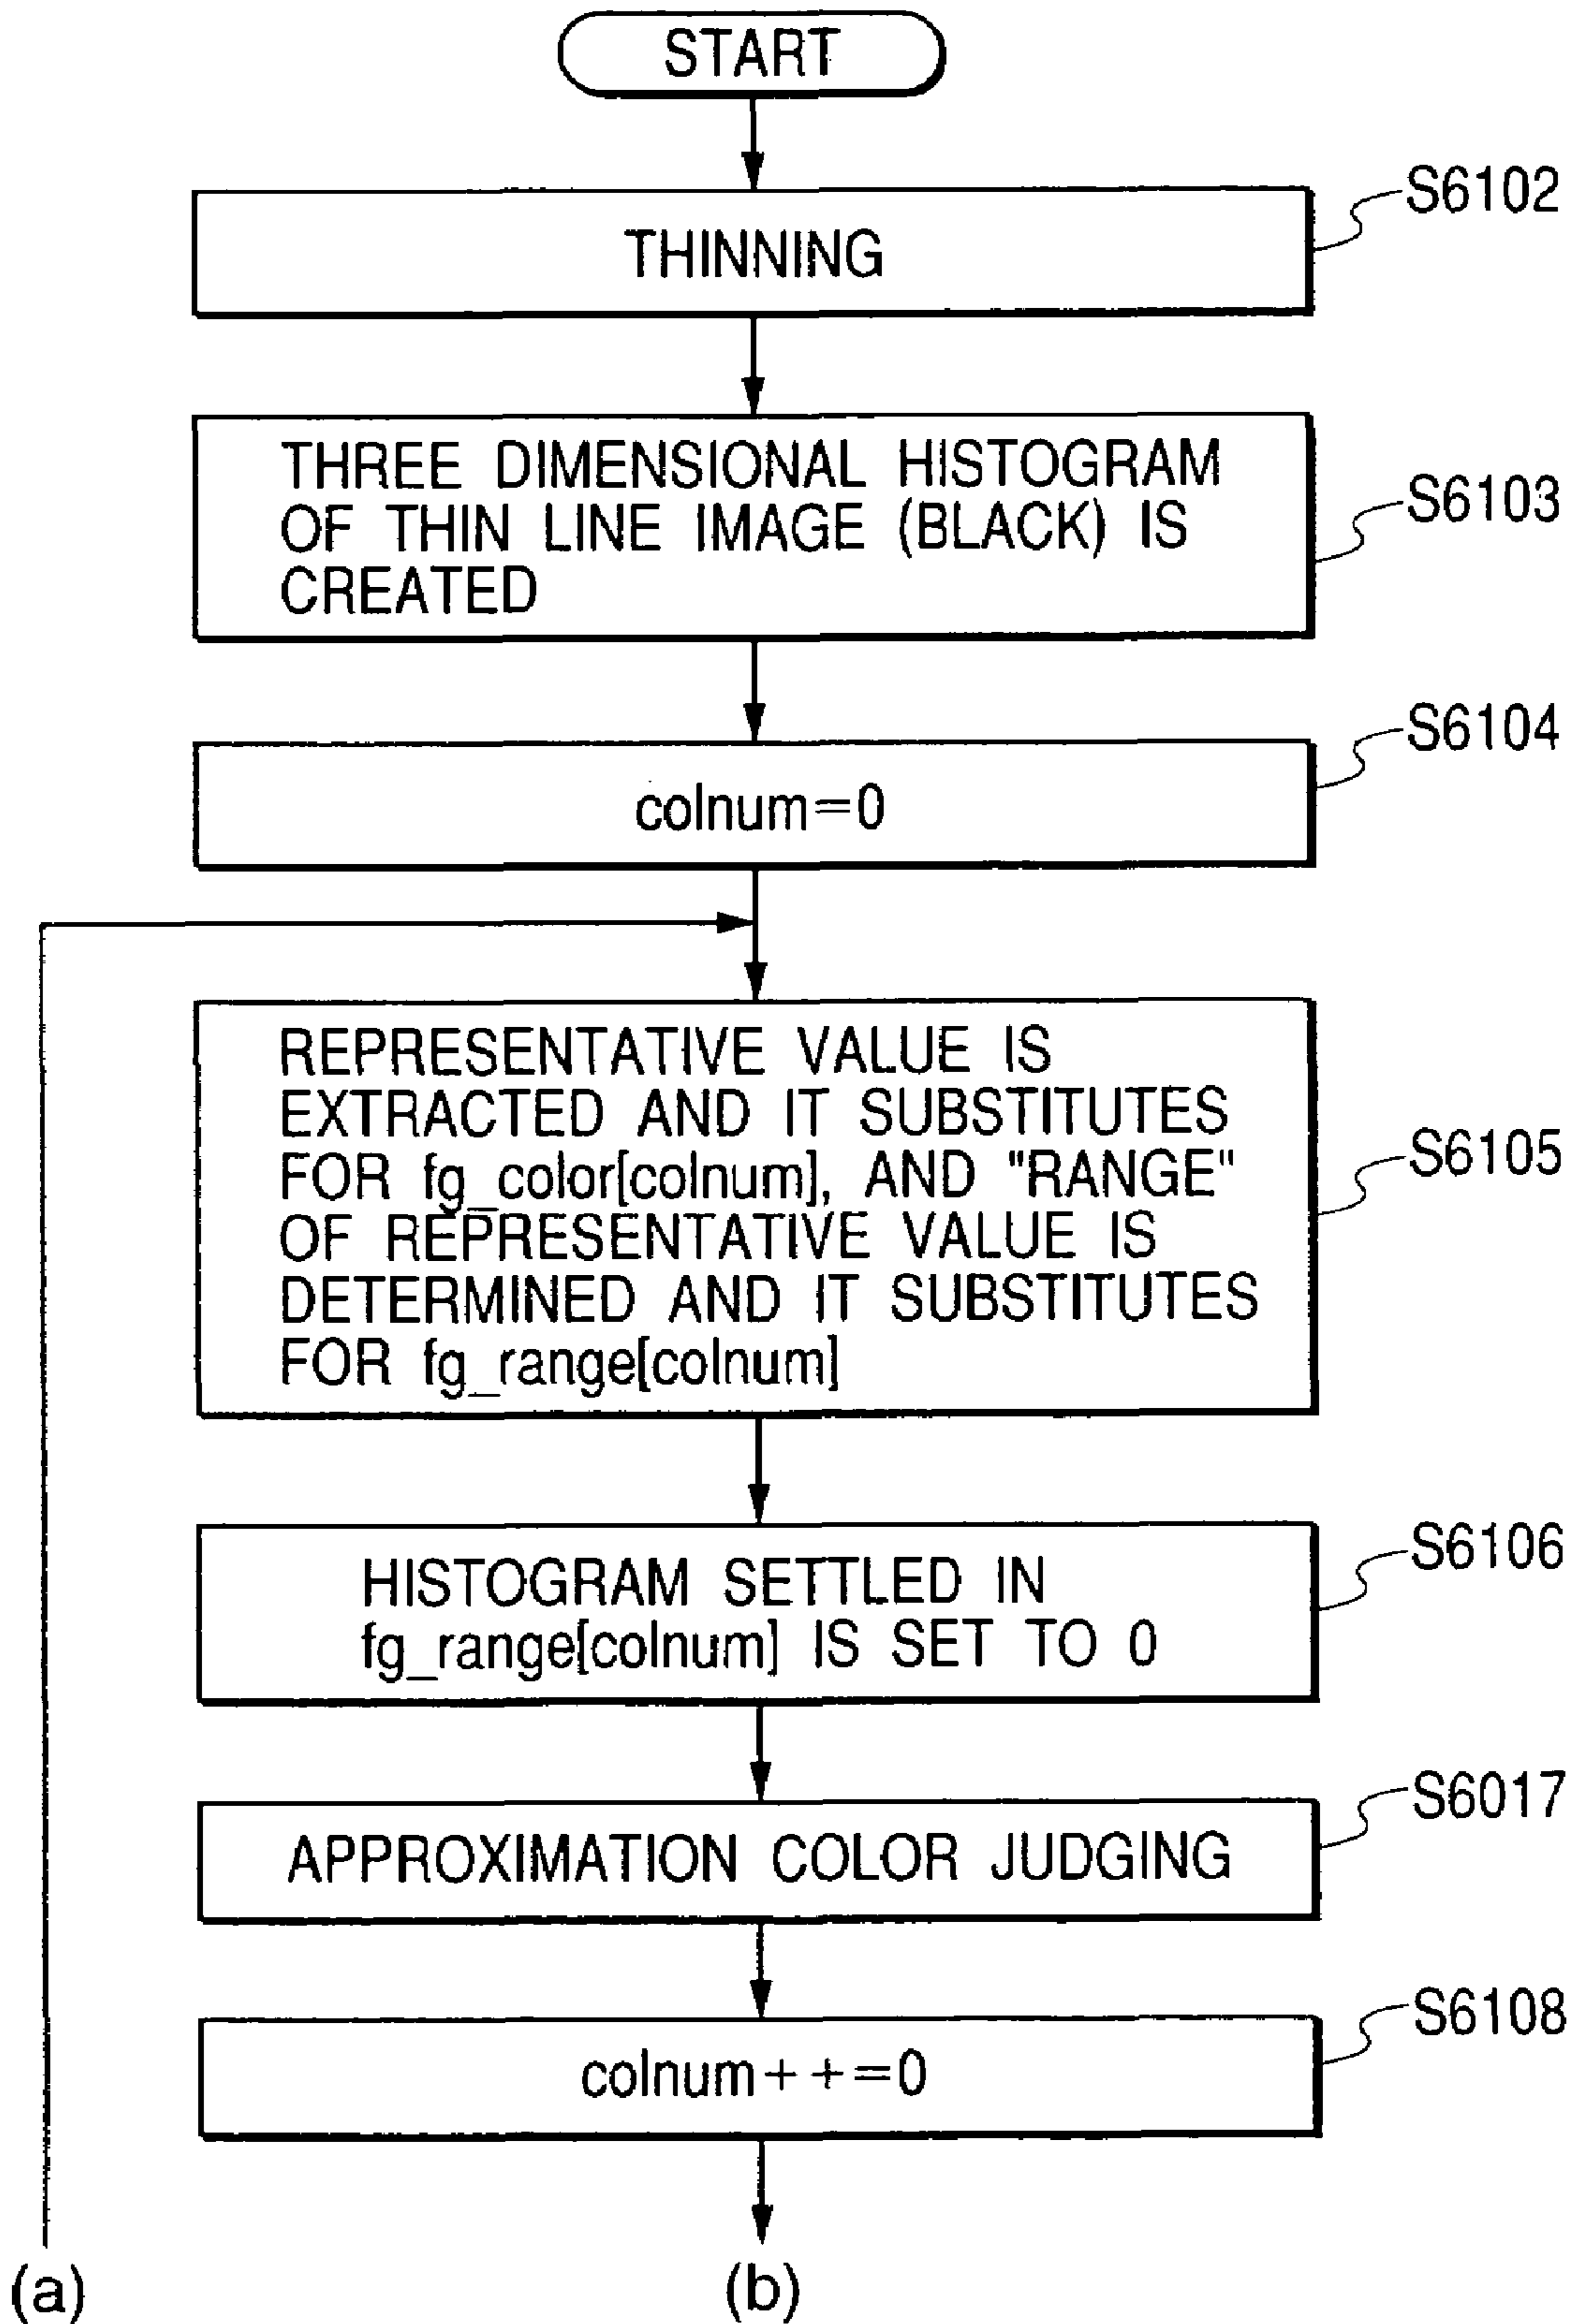 START
S6102
THINNING
S6103
THREE DIMENSIONAL HISTOGRAM
OF THIN LINE IMAGE (BLACK) IS
CREATED
S6104
colnum=0
S6105
REPRESENTATIVE VALUE IS
EXTRACTED AND IT SUBSTITUTES
FOR fg_color[colnum], AND "RANGE"
OF REPRESENTATIVE VALUE IS
DETERMINED AND IT SUBSTITUTES
FOR fg_range[colnum]
S6106
HISTOGRAM SETTLED IN
fg_range[colnum] IS SET TO 0
S6017
APPROXIMATION COLOR JUDGING
S6108
colnum++=0
(a)
(b)